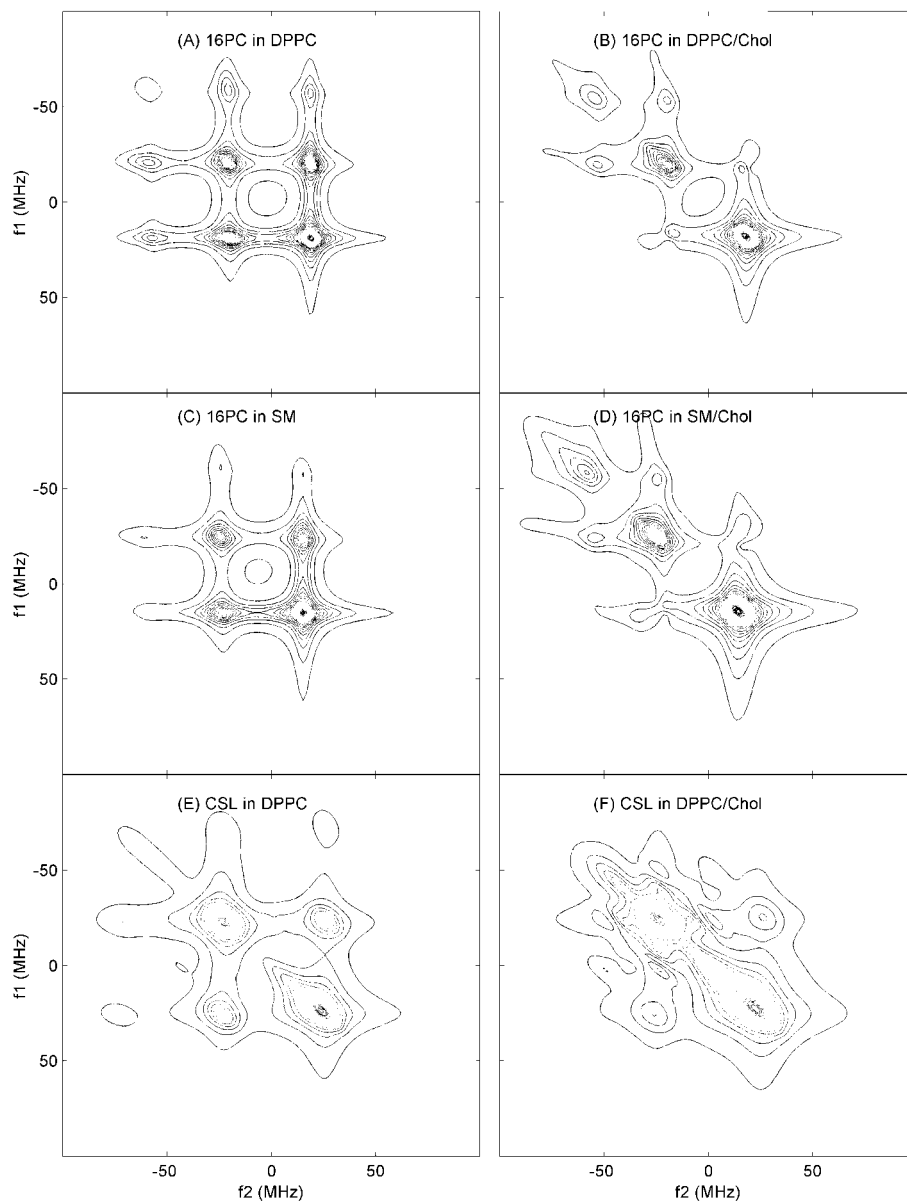 (A) 16PC in DPPC
(B) 16PC in DPPC/Chol
-50
0
50
f1 (MHz)
(C) 16PC in SM
(D) 16PC in SM/Chol
-50
0
50
f1 (MHz)
(E) CSL in DPPC
(F) CSL in DPPC/Chol
-50
0
50
f1 (MHz)
-50
0
50
-50
0
50
f2 (MHz)
f2 (MHz)